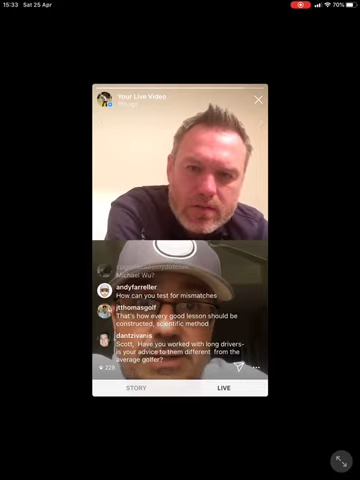 15:33 Sat 25 Apr
70%
Your Live Video
Michael Wu?
andyfarreller
How can you test for mismatches
jtthomasgolf
That's how every good lesson should be
constructed, scientific method
dantzivanis
Scott, Have you worked with long drivers-
is your advice to them different from the
average golfer?
228
STORY
LIVE